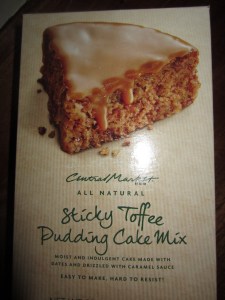 Central Market
H-E-B
ALL NATURAL
Sticky Toffee
Pudding Cake Mix
MOIST AND INDULGENT CAKE MADE WITH
DATES AND DRIZZLED WITH CARAMEL SAUCE
EASY TO MAKE, HARD TO RESIST!